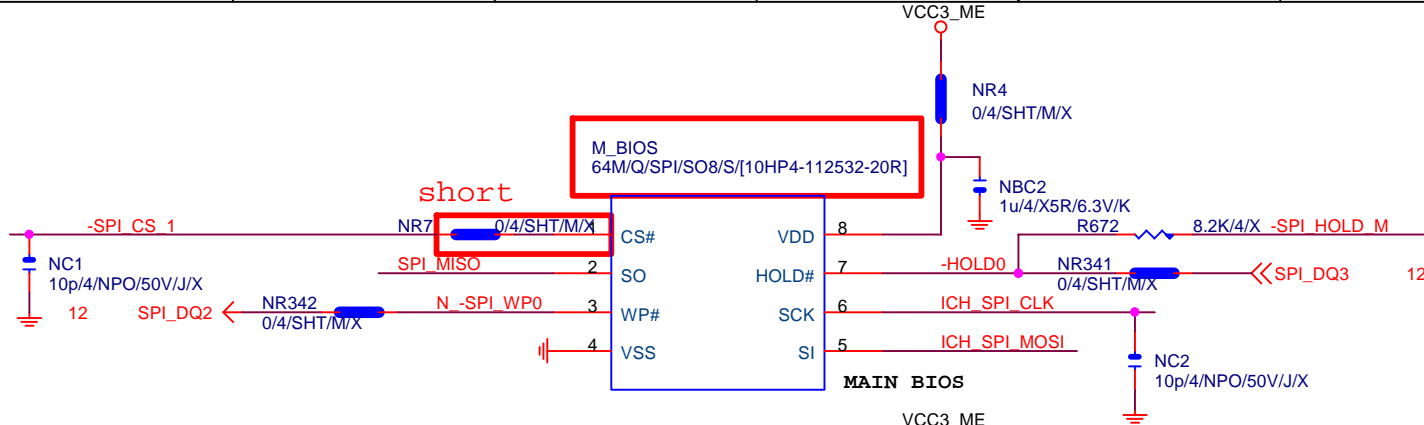 VCC3_ME
NR4
0/4/SHT/M/X
M_BIOS
64M/Q/SPI/SO8/S/[10HP4-112532-20R]
short
NBC2
1u/4/X5R/6.3V/K
-SPI_CS_1
NR7
0/4/SHT/M/X
1
CS#
VDD
8
R672
8.2K/4/X
-SPI_HOLD_M
NC1
10p/4/NPO/50V/J/X
SPI_MISO
2
SO
HOLD#
7
-HOLD0
NR341
0/4/SHT/M/X
SPI_DQ3
12
12
SPI_DQ2
NR342
0/4/SHT/M/X
N_-SPI_WP0
3
WP#
SCK
6
ICH_SPI_CLK
4
VSS
SI
5
ICH_SPI_MOSI
NC2
10p/4/NPO/50V/J/X
MAIN BIOS
VCC3_ME